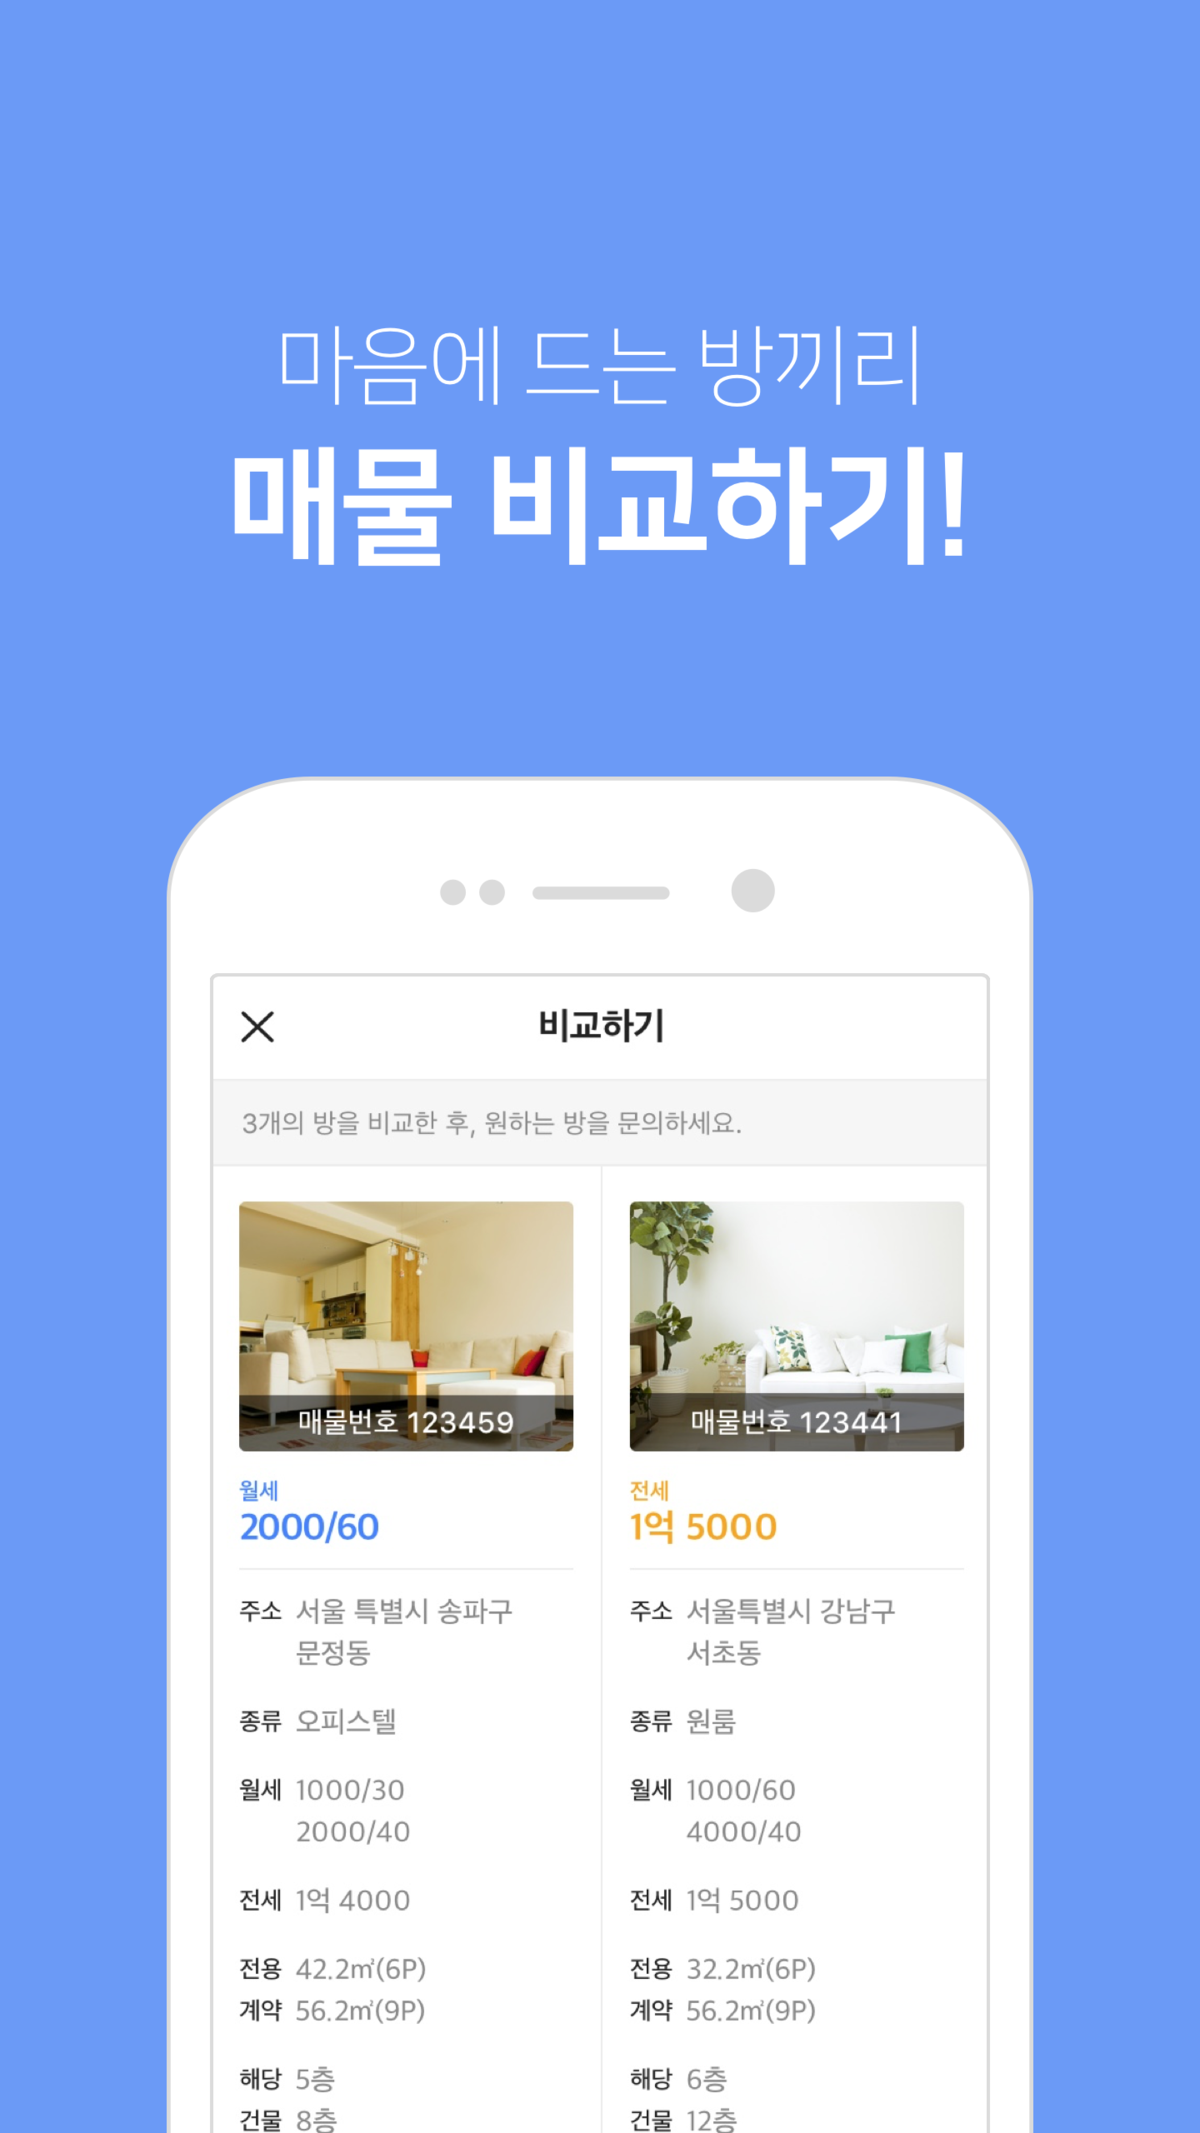 마음에 드는 방끼리
매물 비교하기!
비교하기
3개의 방을 비교한 후, 원하는 방을 문의하세요.
매물번호 123459
월세
2000/60
주소 서울 특별시 송파구
문정동
종류 오피스텔
월세 1000/30
2000/40
전세 1억 4000
전용 42.2㎡(6P)
계약 56.2㎡(9P)
해당 5층
건물 8층
매물번호 123441
전세
1억 5000
주소 서울특별시 강남구
서초동
종류 원룸
월세 1000/60
4000/40
전세 1억 5000
전용 32.2㎡(6P)
계약 56.2㎡(9P)
해당 6층
건물 12층